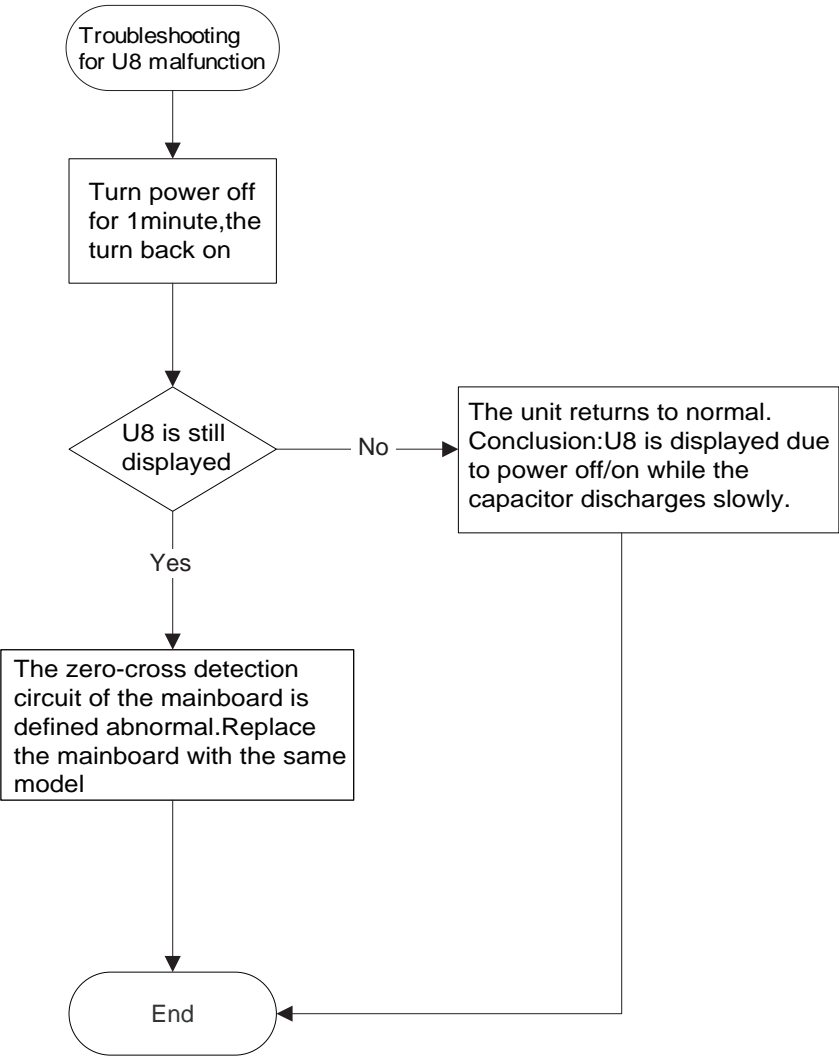 Troubleshooting
for U8 malfunction
Turn power off
for 1minute,the
turn back on
U8 is still
displayed
No
The unit returns to normal.
Conclusion:U8 is displayed due
to power off/on while the
capacitor discharges slowly.
Yes
The zero-cross detection
circuit of the mainboard is
defined abnormal.Replace
the mainboard with the same
model
End